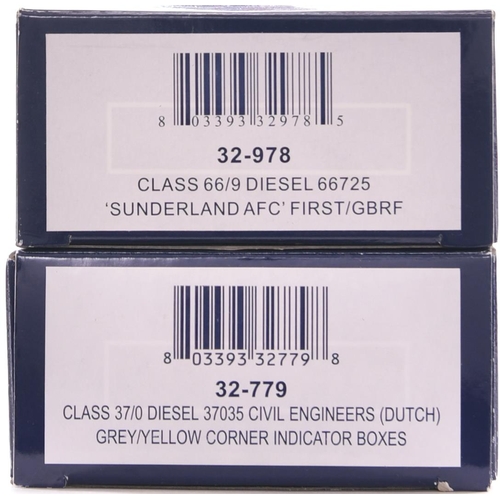 8 03393 32978 5
32-978
CLASS 66/9 DIESEL 66725
‘SUNDERLAND AFC’ FIRST/GBRF
8 03393 32779 8
32-779
CLASS 37/0 DIESEL 37035 CIVIL ENGINEERS (DUTCH)
GREY/YELLOW CORNER INDICATOR BOXES